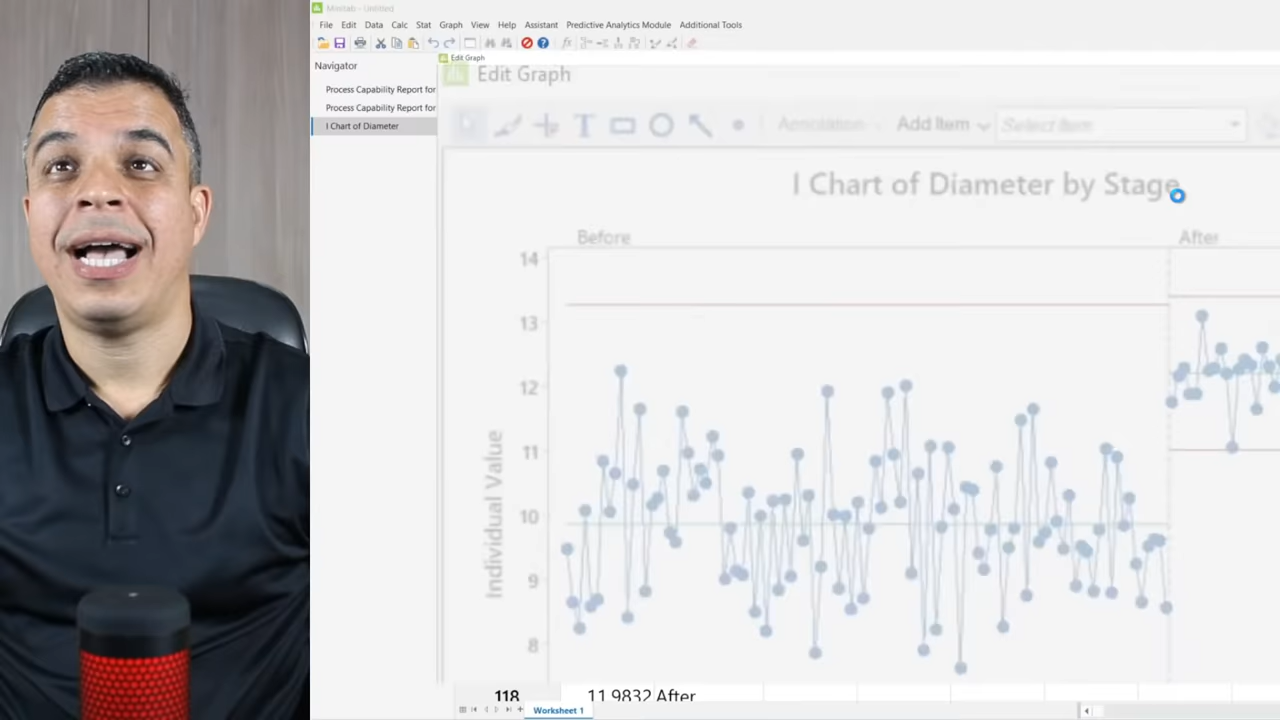 Minitab - Untitled
File Edit Data Calc Stat Graph View Help Assistant Predictive Analytics Module Additional Tools
Navigator
Process Capability Report for
Process Capability Report for
I Chart of Diameter
Edit Graph
Edit Graph
T
Annotation
Add Item
Select Item
I Chart of Diameter by Stage
Before
After
14
13
12
11
10
9
8
Individual Value
118 11.9832 After
Worksheet 1